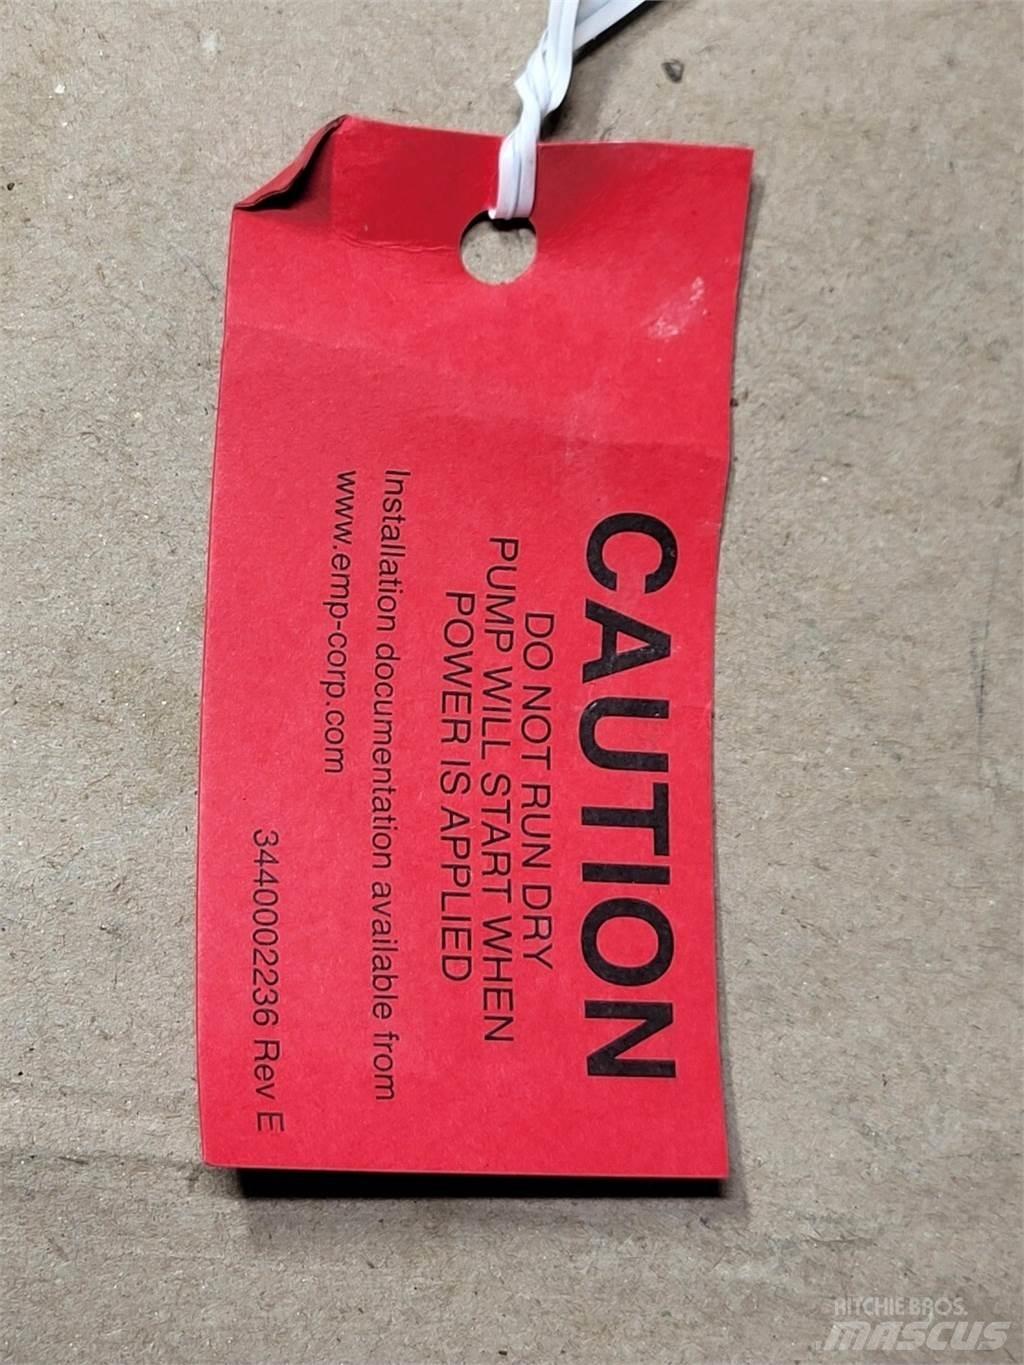 CAUTION
DO NOT RUN DRY
PUMP WILL START WHEN
POWER IS APPLIED
Installation documentation available from
www.emp-corp.com
3440002236 Rev E
RITCHIE BROS.
MASCUS